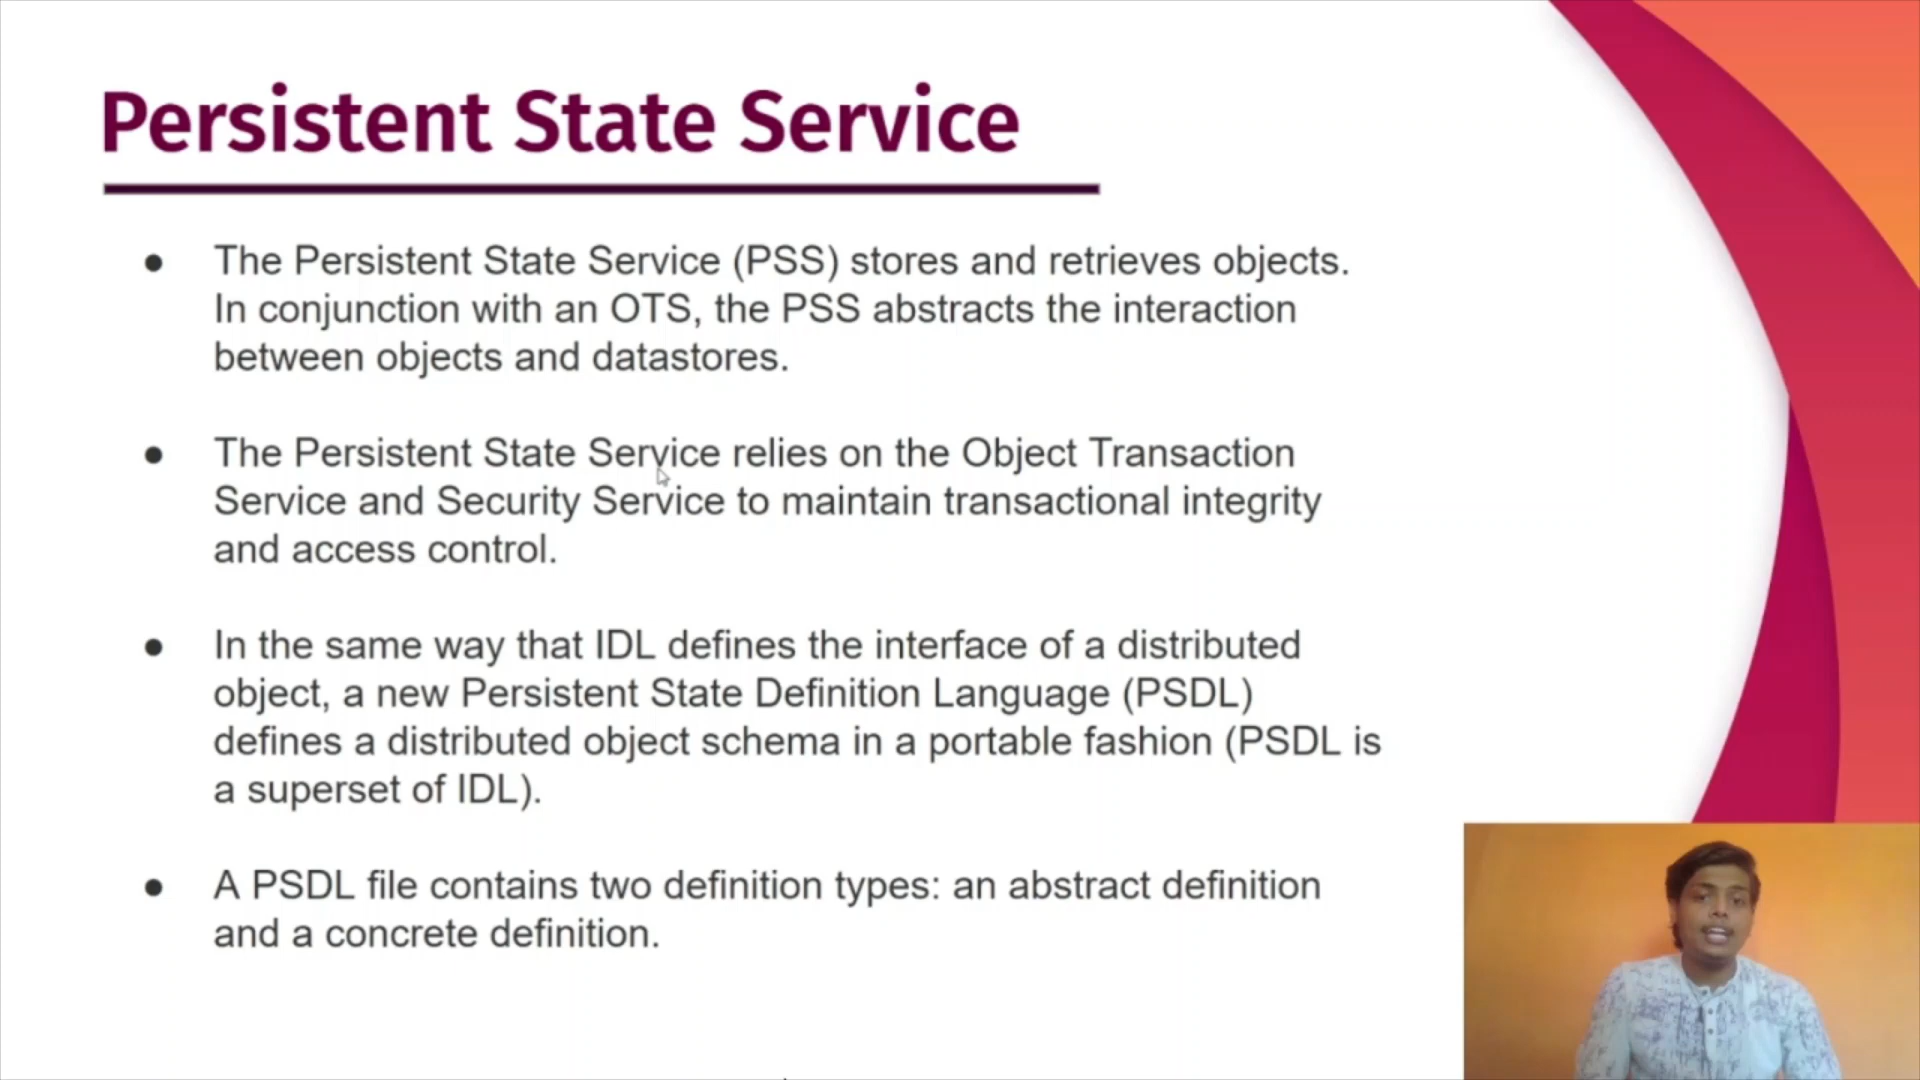 Persistent State Service
● The Persistent State Service (PSS) stores and retrieves objects.
In conjunction with an OTS, the PSS abstracts the interaction
between objects and datastores.
● The Persistent State Service relies on the Object Transaction
Service and Security Service to maintain transactional integrity
and access control.
● In the same way that IDL defines the interface of a distributed
object, a new Persistent State Definition Language (PSDL)
defines a distributed object schema in a portable fashion (PSDL is
a superset of IDL).
● A PSDL file contains two definition types: an abstract definition
and a concrete definition.